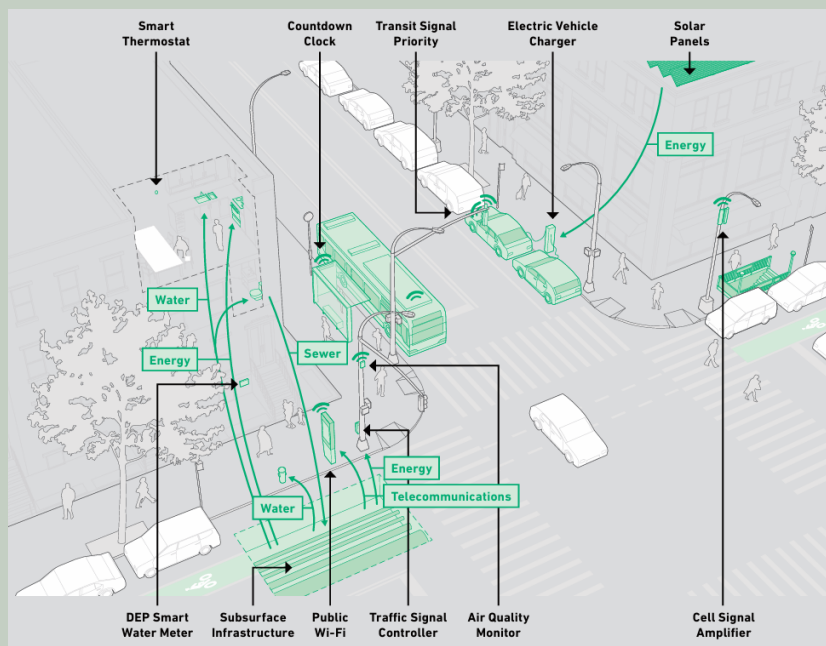 Smart
Thermostat
Countdown
Clock
Transit Signal
Priority
Electric Vehicle
Charger
Solar
Panels
Energy
Water
Energy
Sewer
Energy
Telecommunications
Water
DEP Smart
Water Meter
Subsurface
Infrastructure
Public
Wi-Fi
Traffic Signal
Controller
Air Quality
Monitor
Cell Signal
Amplifier